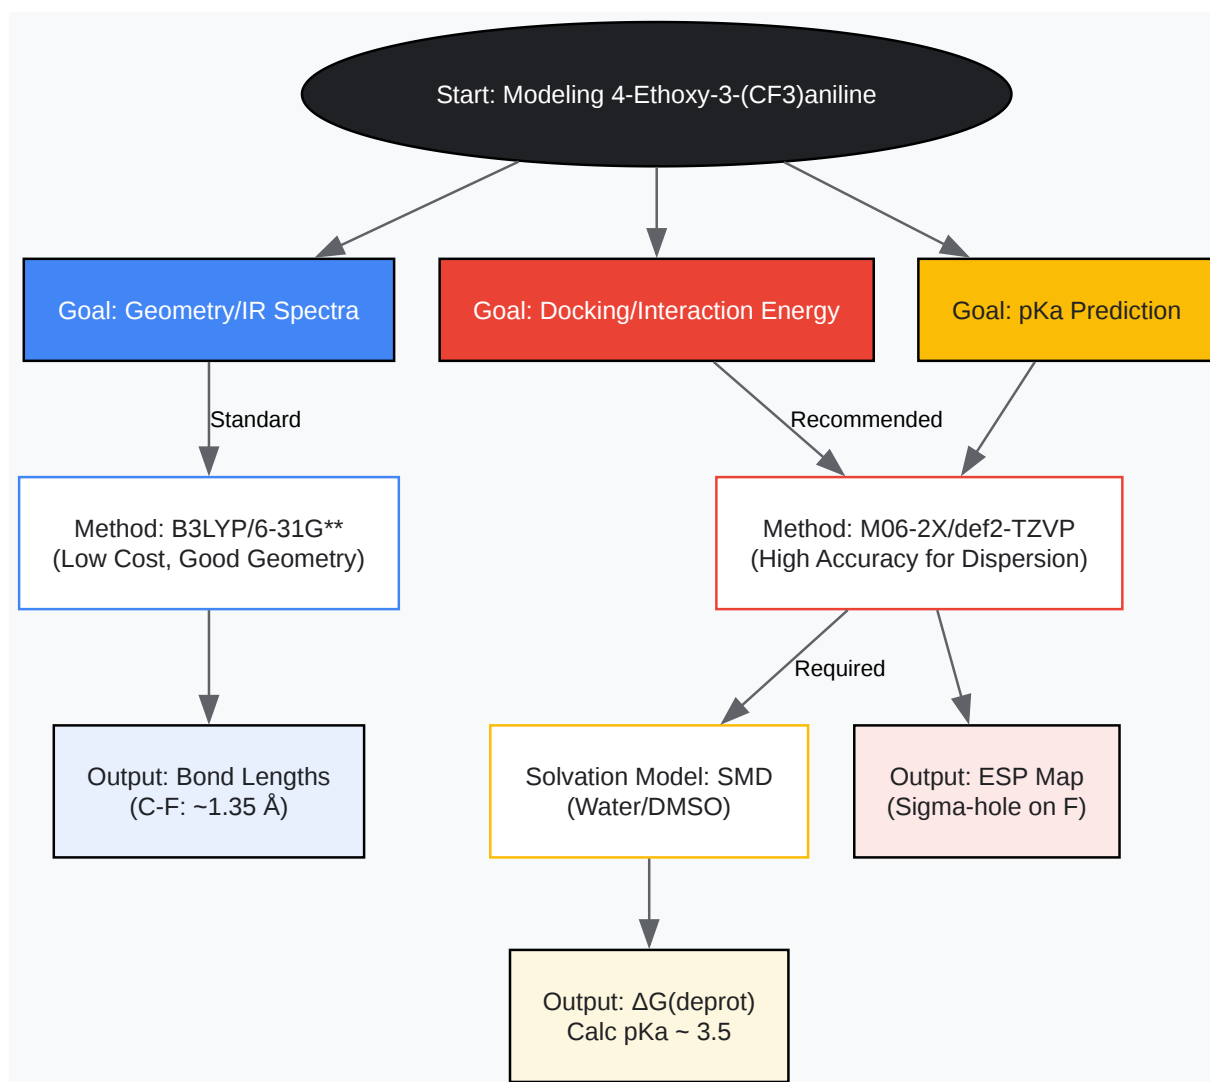 Start: Modeling 4-Ethoxy-3-(CF3)aniline
Goal: Geometry/IR Spectra
Goal: Docking/Interaction Energy
Goal: pKa Prediction
Standard
Recommended
Method: B3LYP/6-31G**
(Low Cost, Good Geometry)
Method: M06-2X/def2-TZVP
(High Accuracy for Dispersion)
Required
Output: Bond Lengths
(C-F: ~1.35 Å)
Solvation Model: SMD
(Water/DMSO)
Output: ESP Map
(Sigma-hole on F)
Output: ΔG(deprot)
Calc pKa ~ 3.5